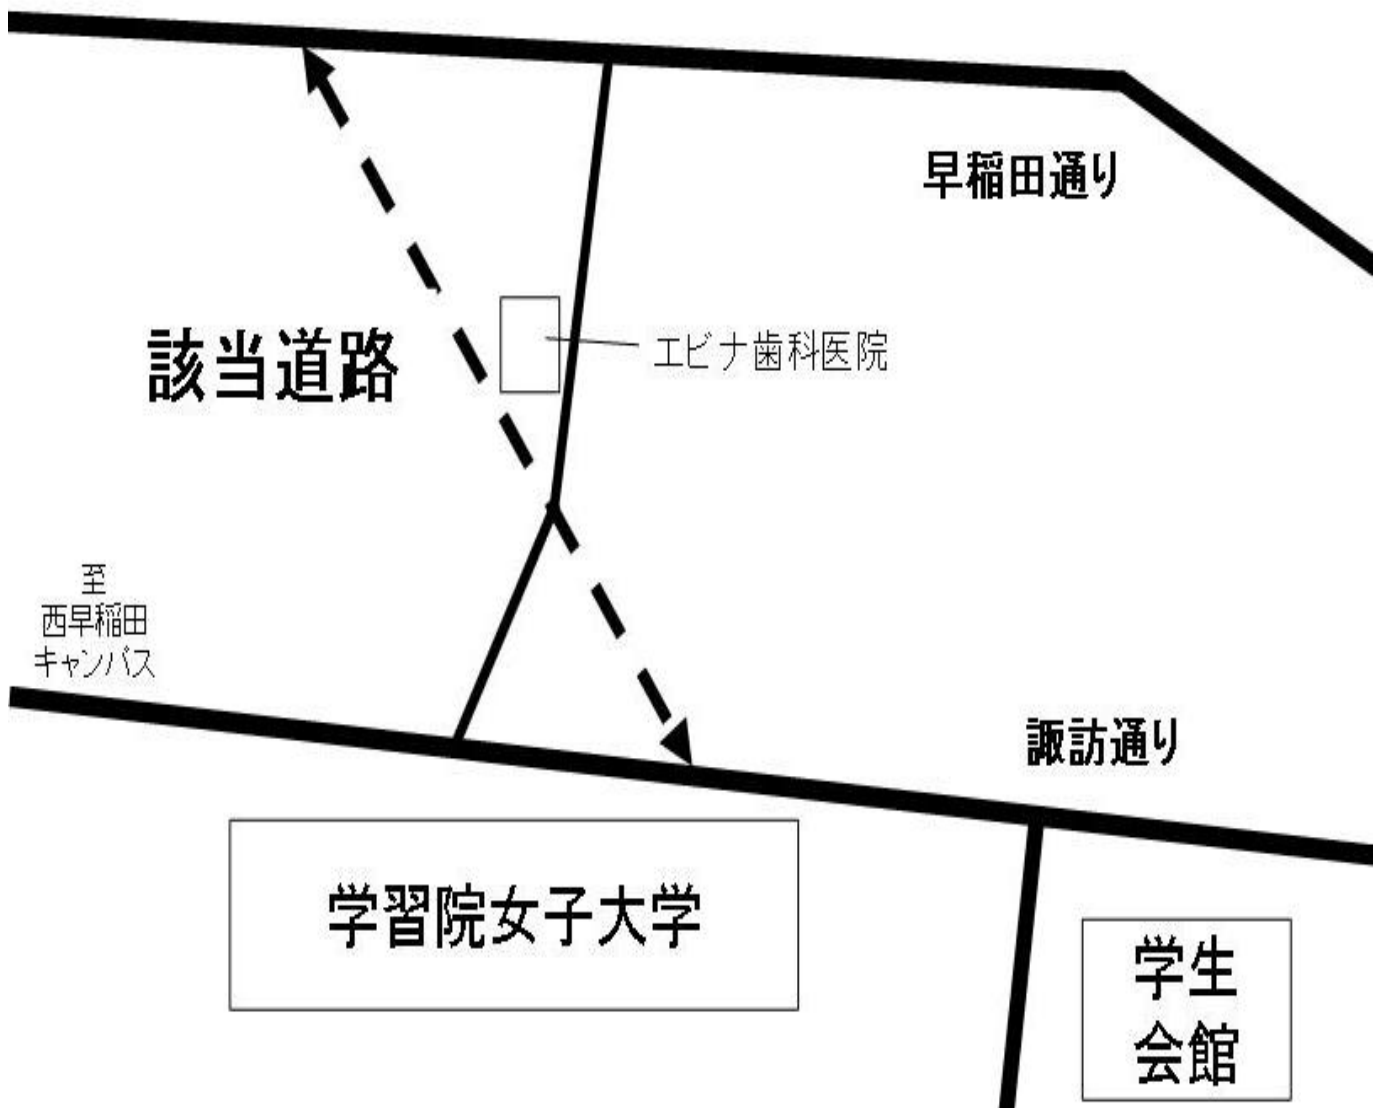 早稲田通り
該当道路
エビナ歯科医院
至
西早稲田
キャンパス
諏訪通り
学習院女子大学
学生
会館